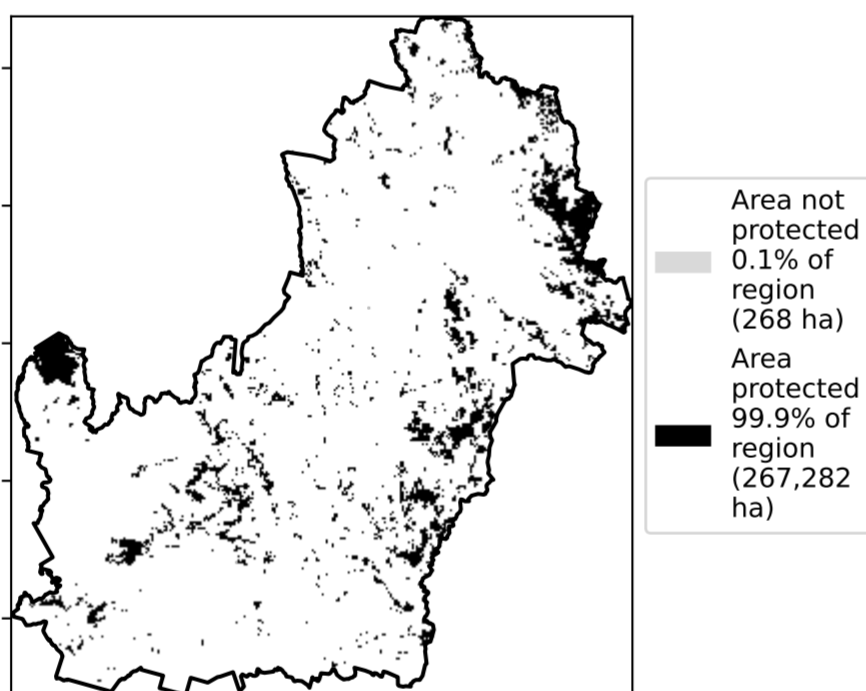 Area not
protected
0.1% of
region
(268 ha)
Area
protected
99.9% of
region
(267,282
ha)